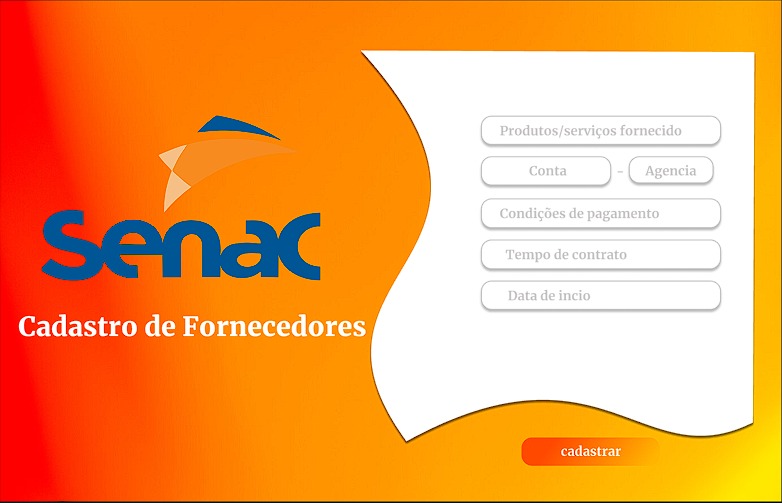 senac
Cadastro de Fornecedores
Produtos/serviços fornecido
Conta - Agencia
Condições de pagamento
Tempo de contrato
Data de incio
cadastrar